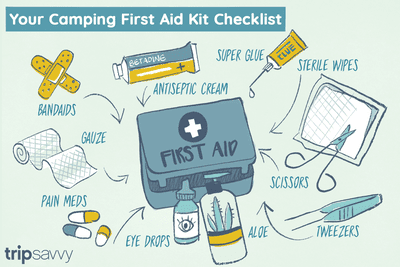 Your Camping First Aid Kit Checklist
BETADINE
SUPER GLUE
GLUE
STERILE WIPES
ANTISEPTIC CREAM
BANDAIDS
GAUZE
FIRST AID
SCISSORS
PAIN MEDS
EYE DROPS
ALOE
TWEEZERS
tripsavvy